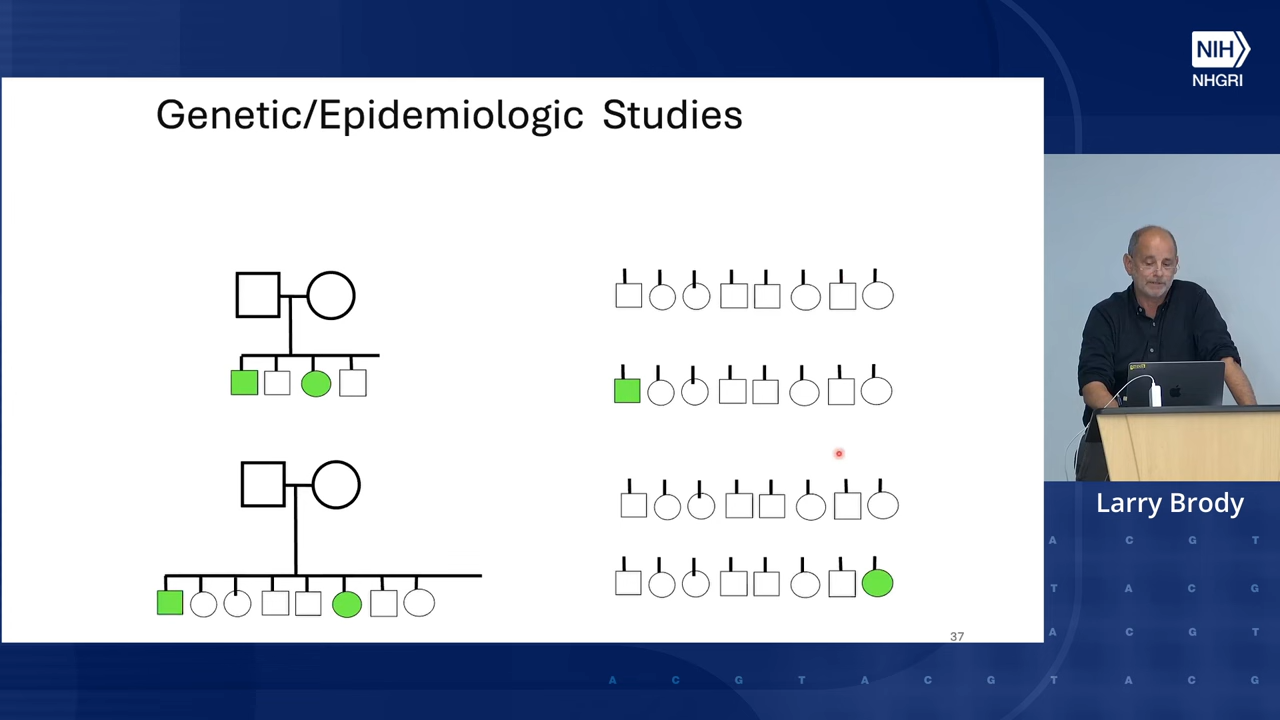 NIH
NHGRI
Genetic/Epidemiologic Studies
37
Larry Brody
A C G T
T A C G
A C G T
A C G T A C G T A C G